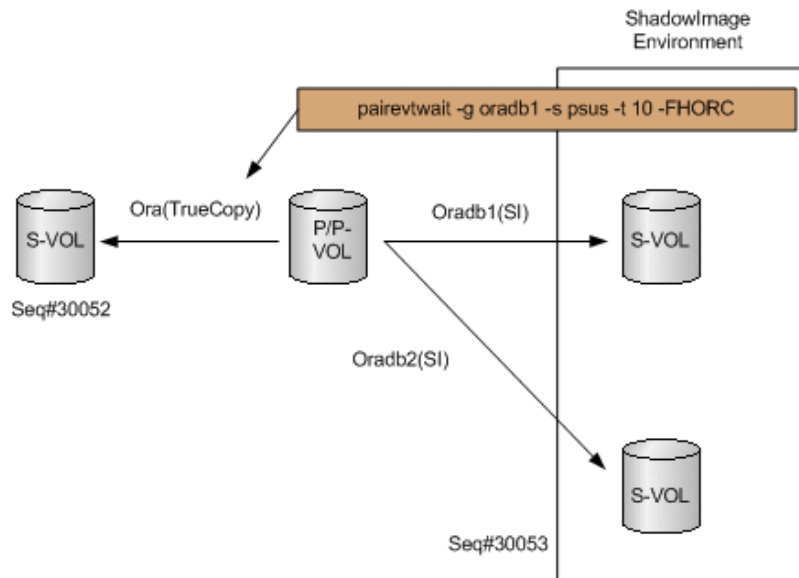 ShadowImage
Environment
pairevtwait -g oradb1 -s psus -t 10 -FHORC
Ora(TrueCopy)
Oradb1(SI)
S-VOL
P/P-
VOL
S-VOL
Seq#30052
Oradb2(SI)
S-VOL
Seq#30053